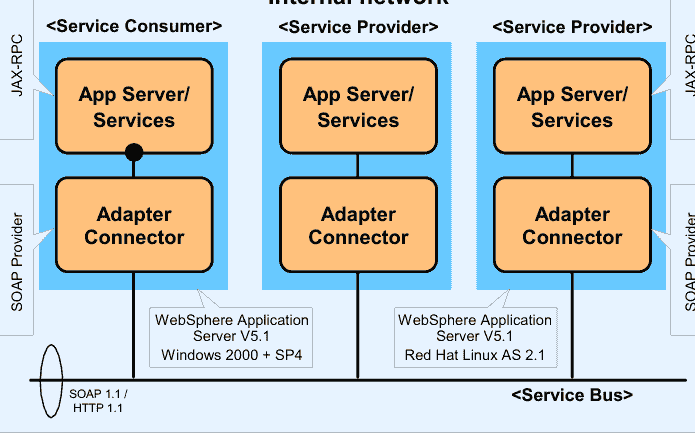 Internal network
<Service Consumer>
<Service Provider>
<Service Provider>
JAX-RPC
App Server/
Services
App Server/
Services
App Server/
Services
JAX-RPC
SOAP Provider
Adapter
Connector
Adapter
Connector
Adapter
Connector
SOAP Provider
WebSphere Application
Server V5.1
Windows 2000 + SP4
WebSphere Application
Server V5.1
Red Hat Linux AS 2.1
SOAP 1.1 /
HTTP 1.1
<Service Bus>